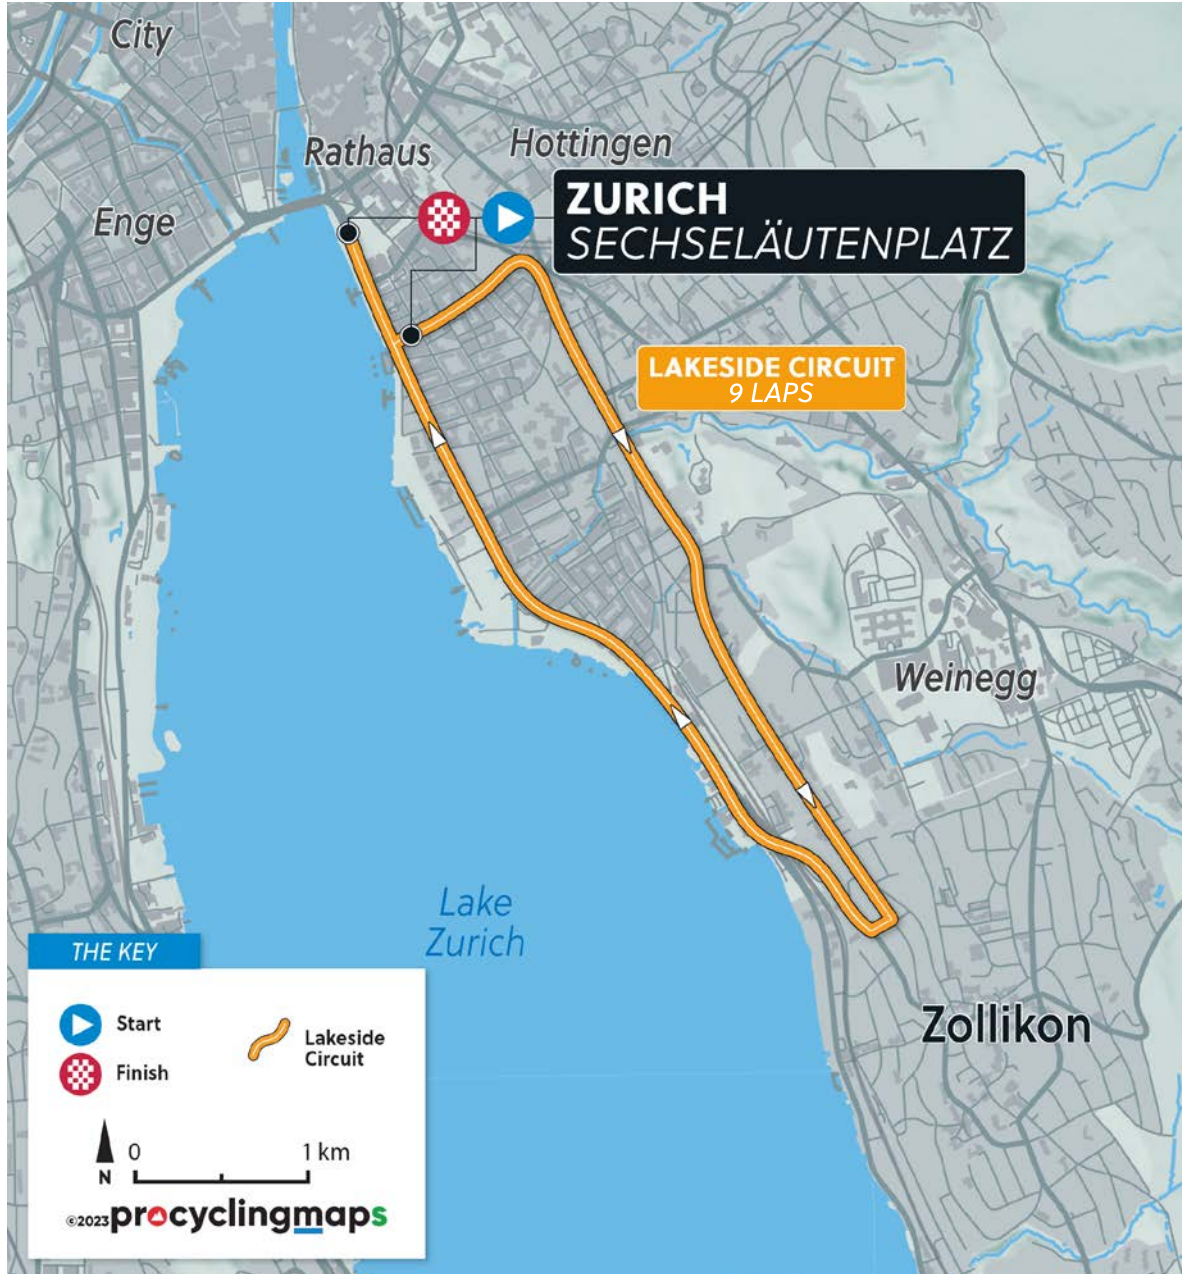 City
Rathaus
Hottingen
Enge
ZURICH
SECHSELÄUTENPLATZ
LAKESIDE CIRCUIT
9 LAPS
Weinegg
Lake
Zurich
Zollikon
THE KEY
Start
Finish
Lakeside
Circuit
N
0
1 km
©2023 procyclingmaps